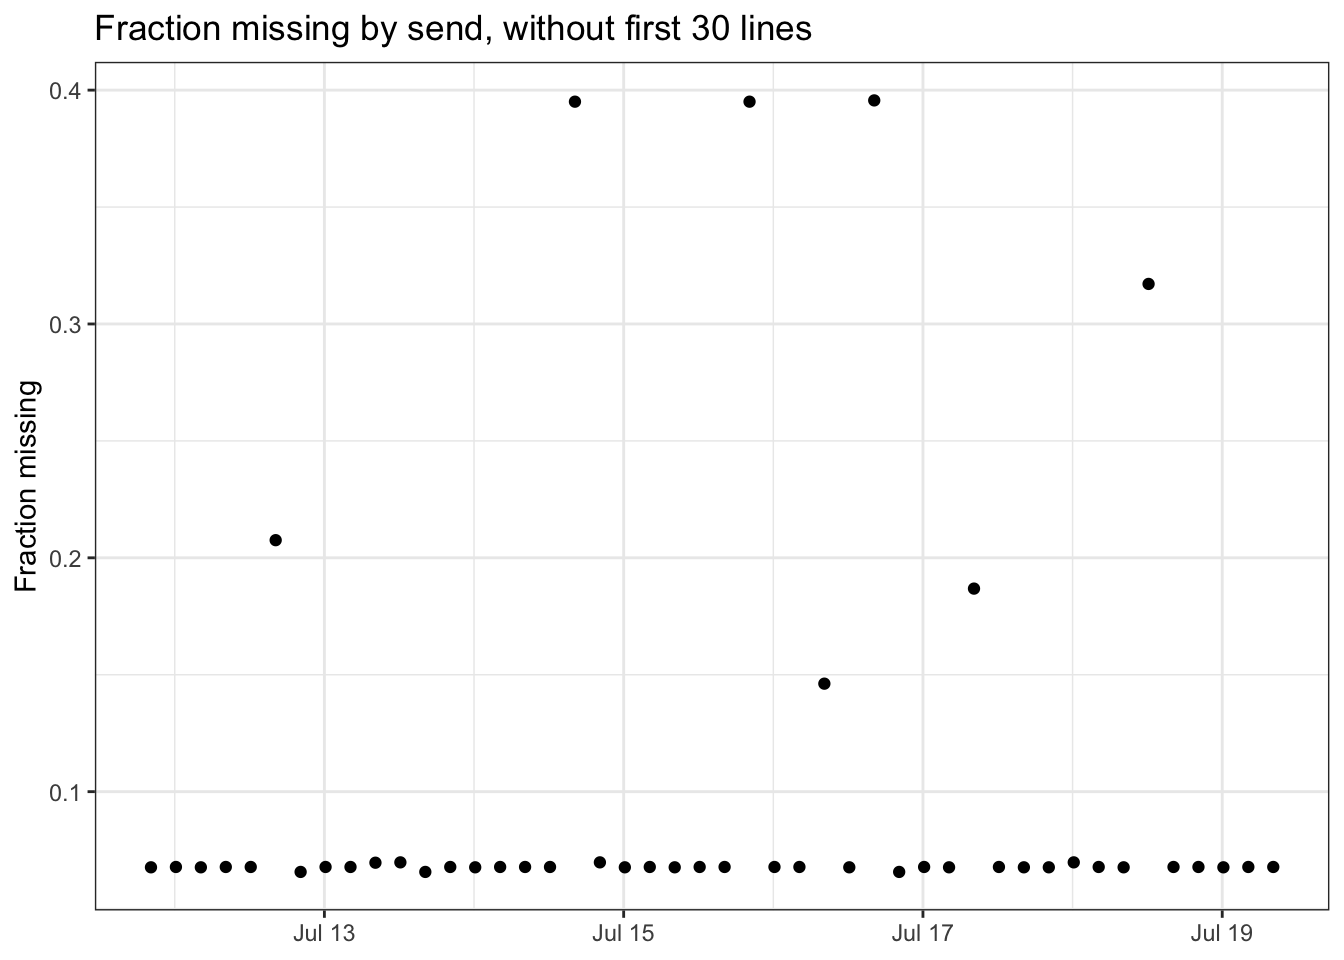 Fraction missing by send, without first 30 lines
0.4
0.3
0.2
0.1
Fraction missing
Jul 13
Jul 15
Jul 17
Jul 19